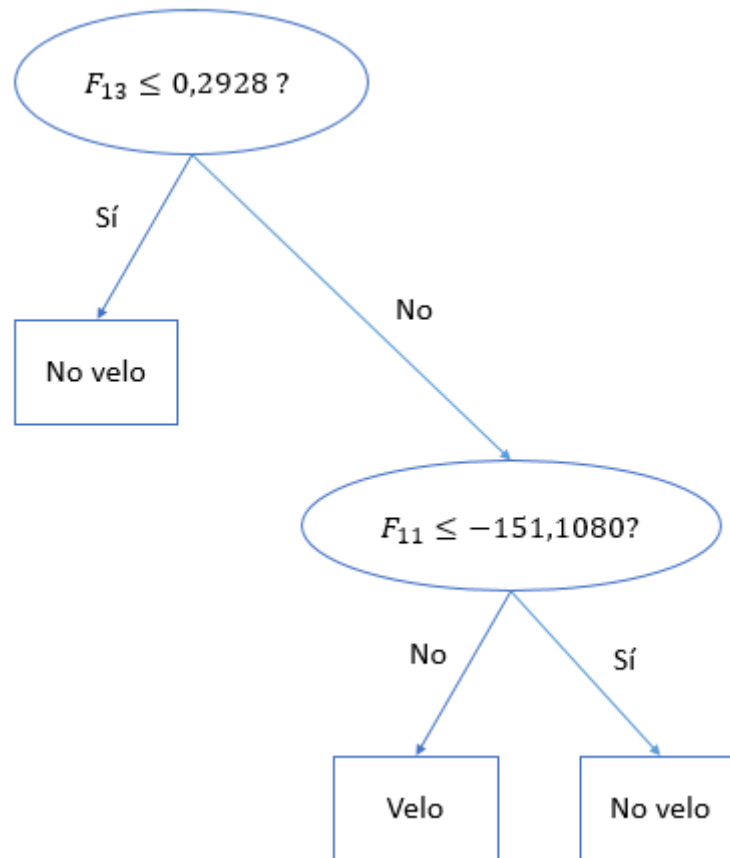 F₁₃ ≤ 0,2928 ?
Sí
No
No velo
F₁₁ ≤ −151,1080?
No
Sí
Velo
No velo